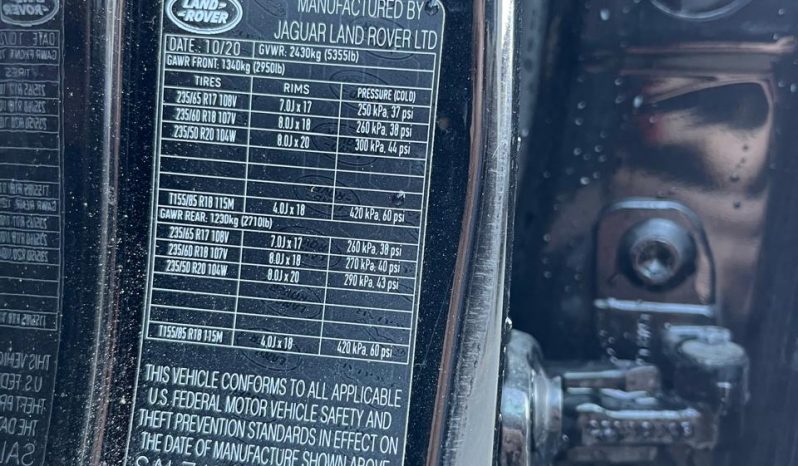 LAND
ROVER
MANUFACTURED BY
JAGUAR LAND ROVER LTD
DATE: 10/20 GVWR: 2430kg (5355lb)
GAWR FRONT: 1340kg (2950lb)
TIRES RIMS PRESSURE (COLD)
235/65 R17 108V 7.0J x 17 250 kPa, 37 psi
235/60 R18 107V 8.0J x 18 260 kPa, 38 psi
235/50 R20 104W 8.0J x 20 300 kPa, 44 psi
T155/85 R18 115M 4.0J x 18 420 kPa, 60 psi
GAWR REAR: 1230kg (2710lb)
235/65 R17 108V 7.0J x 17 260 kPa, 38 psi
235/60 R18 107V 8.0J x 18 270 kPa, 40 psi
235/50 R20 104W 8.0J x 20 290 kPa, 43 psi
T155/85 R18 115M 4.0J x 18 420 kPa, 60 psi
THIS VEHICLE CONFORMS TO ALL APPLICABLE
U.S. FEDERAL MOTOR VEHICLE SAFETY AND
THEFT PREVENTION STANDARDS IN EFFECT ON
THE DATE OF MANUFACTURE SHOWN ABOVE